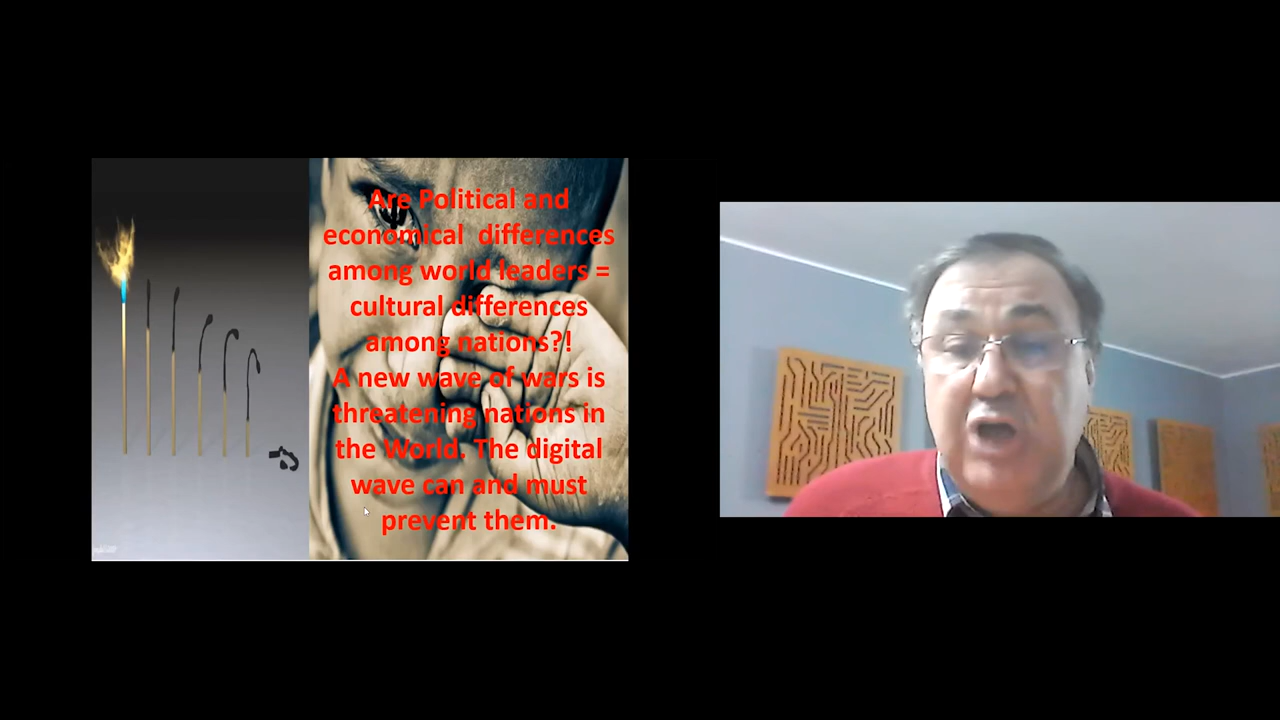 Are Political and
economical differences
among world leaders =
cultural differences
among nations?!
A new wave of wars is
threatening nations in
the World. The digital
wave can and must
prevent them.